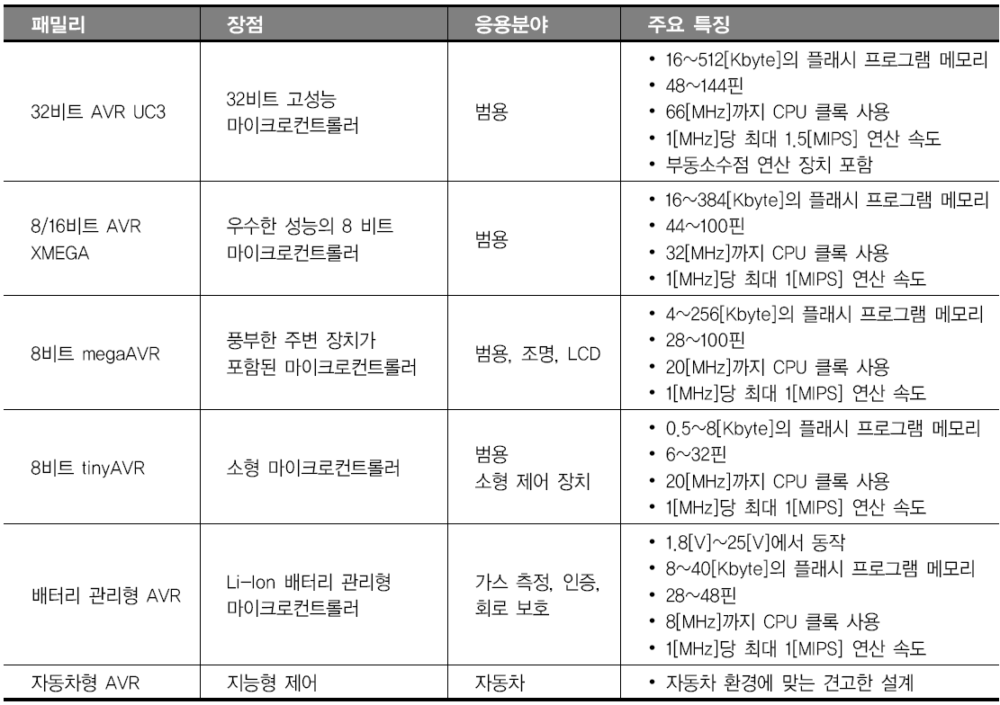 패밀리 장점 응용분야 주요 특징
32비트 AVR UC3
32비트 고성능
마이크로컨트롤러
범용
• 16~512[Kbyte]의 플래시 프로그램 메모리
• 48~144핀
• 66[MHz]까지 CPU 클록 사용
• 1[MHz]당 최대 1.5[MIPS] 연산 속도
• 부동소수점 연산 장치 포함
8/16비트 AVR
XMEGA
우수한 성능의 8 비트
마이크로컨트롤러
범용
• 16~384[Kbyte]의 플래시 프로그램 메모리
• 44~100핀
• 32[MHz]까지 CPU 클록 사용
• 1[MHz]당 최대 1[MIPS] 연산 속도
8비트 megaAVR
풍부한 주변 장치가
포함된 마이크로컨트롤러
범용, 조명, LCD
• 4~256[Kbyte]의 플래시 프로그램 메모리
• 28~100핀
• 20[MHz]까지 CPU 클록 사용
• 1[MHz]당 최대 1[MIPS] 연산 속도
8비트 tinyAVR
소형 마이크로컨트롤러
범용
소형 제어 장치
• 0.5~8[Kbyte]의 플래시 프로그램 메모리
• 6~32핀
• 20[MHz]까지 CPU 클록 사용
• 1[MHz]당 최대 1[MIPS] 연산 속도
배터리 관리형 AVR
Li-Ion 배터리 관리형
마이크로컨트롤러
가스 측정, 인증,
회로 보호
• 1.8[V]~25[V]에서 동작
• 8~40[Kbyte]의 플래시 프로그램 메모리
• 28~48핀
• 8[MHz]까지 CPU 클록 사용
• 1[MHz]당 최대 1[MIPS] 연산 속도
자동차형 AVR
지능형 제어
자동차
• 자동차 환경에 맞는 견고한 설계